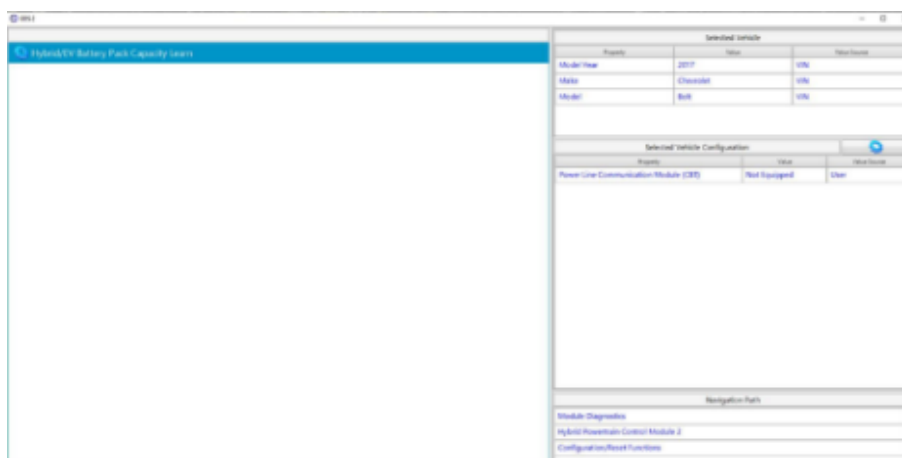 GDS 2
Hybrid/EV Battery Pack Capacity Learn
Selected Vehicle
Property Value Value Source
Model Year 2017 VIN
Make Chevrolet VIN
Model Bolt VIN
Selected Vehicle Configuration
Property Value Value Source
Power Line Communication Module (CBT) Not Equipped User
Navigation Path
Module Diagnostics
Hybrid Powertrain Control Module 2
Configuration/Reset Functions